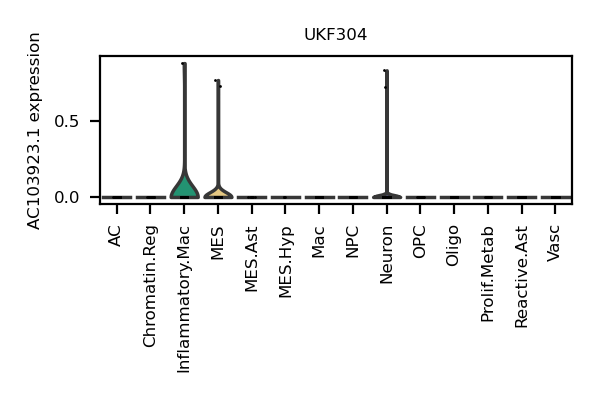 UKF304
AC103923.1 expression
0.5
0.0
AC
Chromatin.Reg
Inflammatory.Mac
MES
MES.Ast
MES.Hyp
Mac
NPC
Neuron
OPC
Oligo
Prolif.Metab
Reactive.Ast
Vasc